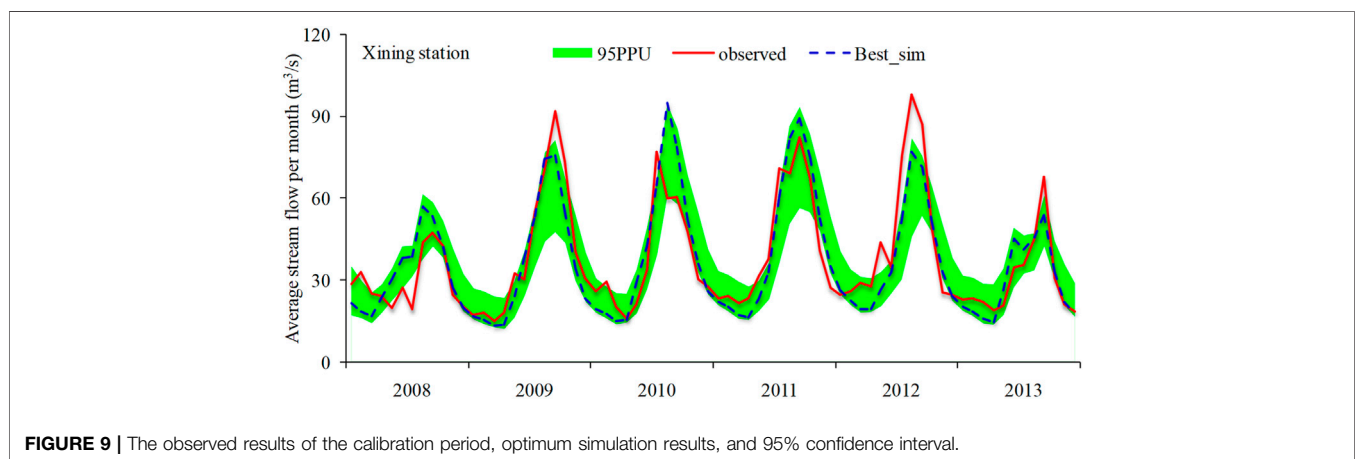 120
Xining station
95PPU
observed
Best_sim
90
60
30
0
Average stream flow per month (m³/s)
2008
2009
2010
2011
2012
2013
FIGURE 9 | The observed results of the calibration period, optimum simulation results, and 95% confidence interval.